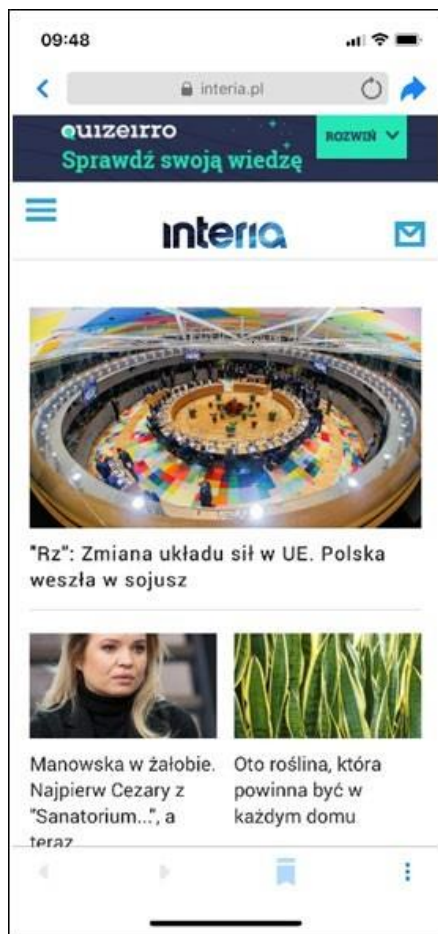 09:48
interia.pl
QUIZEIRRO
Sprawdź swoją wiedzę
ROZWIŃ
interia
"Rz": Zmiana układu sił w UE. Polska
weszła w sojusz
Manowska w żałobie.
Najpierw Cezary z
"Sanatorium...", a
teraz
Oto roślina, która
powinna być w
każdym domu